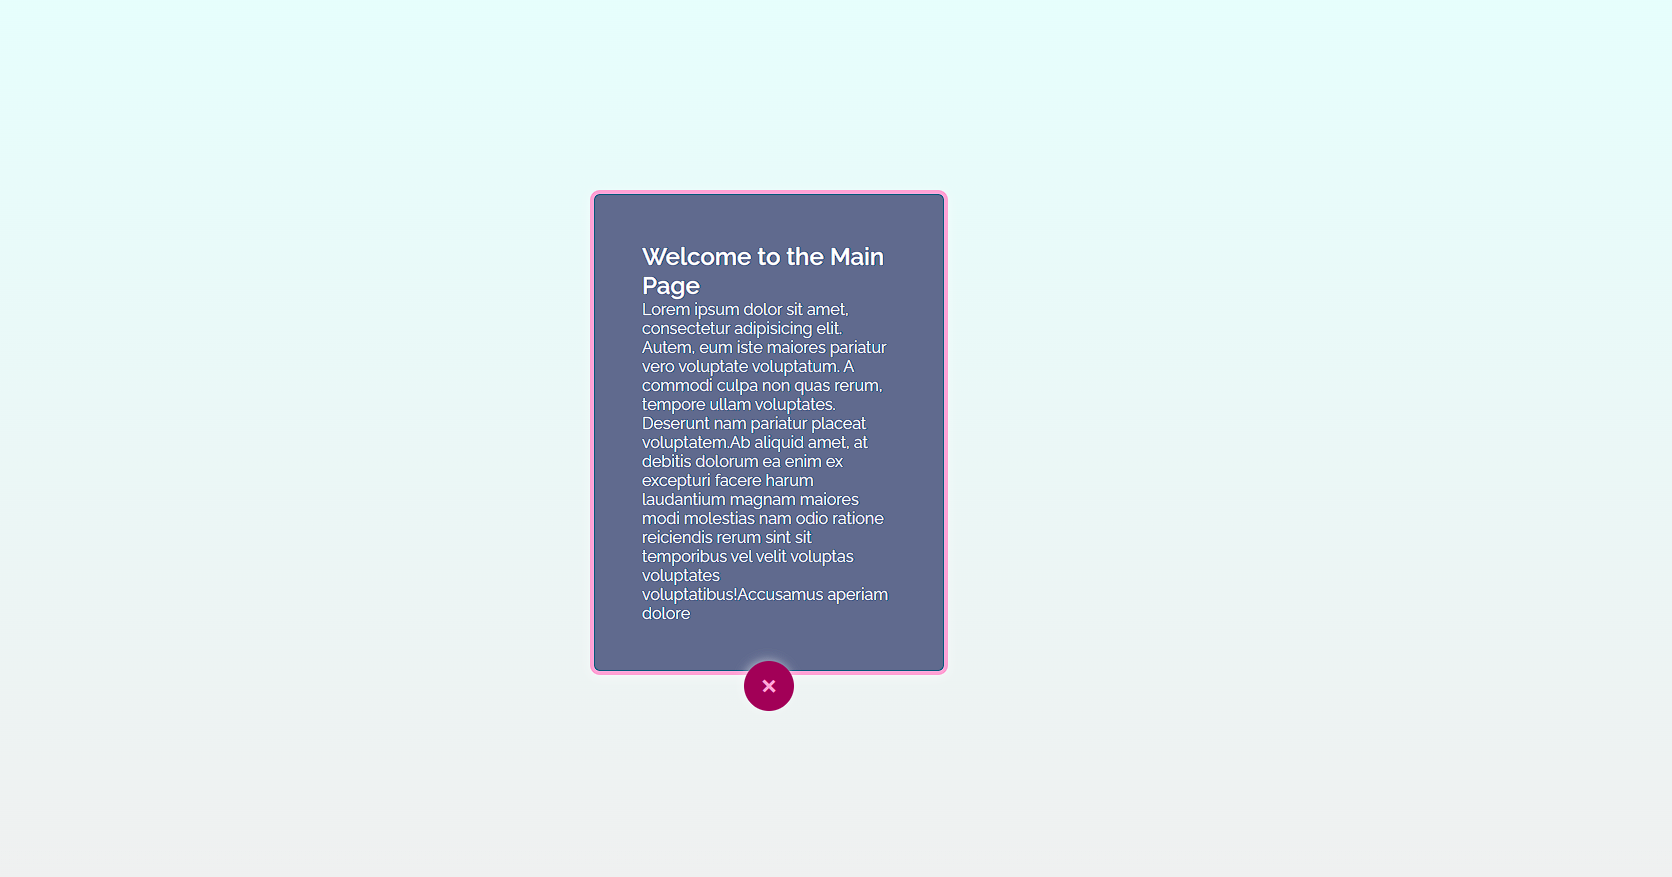 Welcome to the Main
Page
Lorem ipsum dolor sit amet,
consectetur adipisicing elit.
Autem, eum iste maiores pariatur
vero voluptate voluptatum. A
commodi culpa non quas rerum,
tempore ullam voluptates.
Deserunt nam pariatur placeat
voluptatem.Ab aliquid amet, at
debitis dolorum ea enim ex
excepturi facere harum
laudantium magnam maiores
modi molestias nam odio ratione
reiciendis rerum sint sit
temporibus vel velit voluptas
voluptates
voluptatibus!Accusamus aperiam
dolore